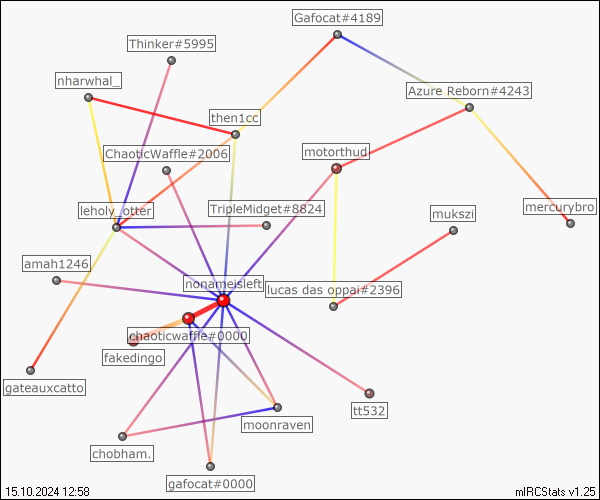 Gafocat#4189
Thinker#5995
nharwhal_
Azure Reborn#4243
then1cc
ChaoticWaffle#2006
motorthud
leholy_otter
TripleMidget#8824
mukszi
mercurybro
amah1246
nonameisleft
lucas das oppai#2396
chaoticwaffle#0000
fakedingo
gateauxcatto
tt532
moonraven
chobham.
gafocat#0000
15.10.2024 12:58
mIRCStats v1.25